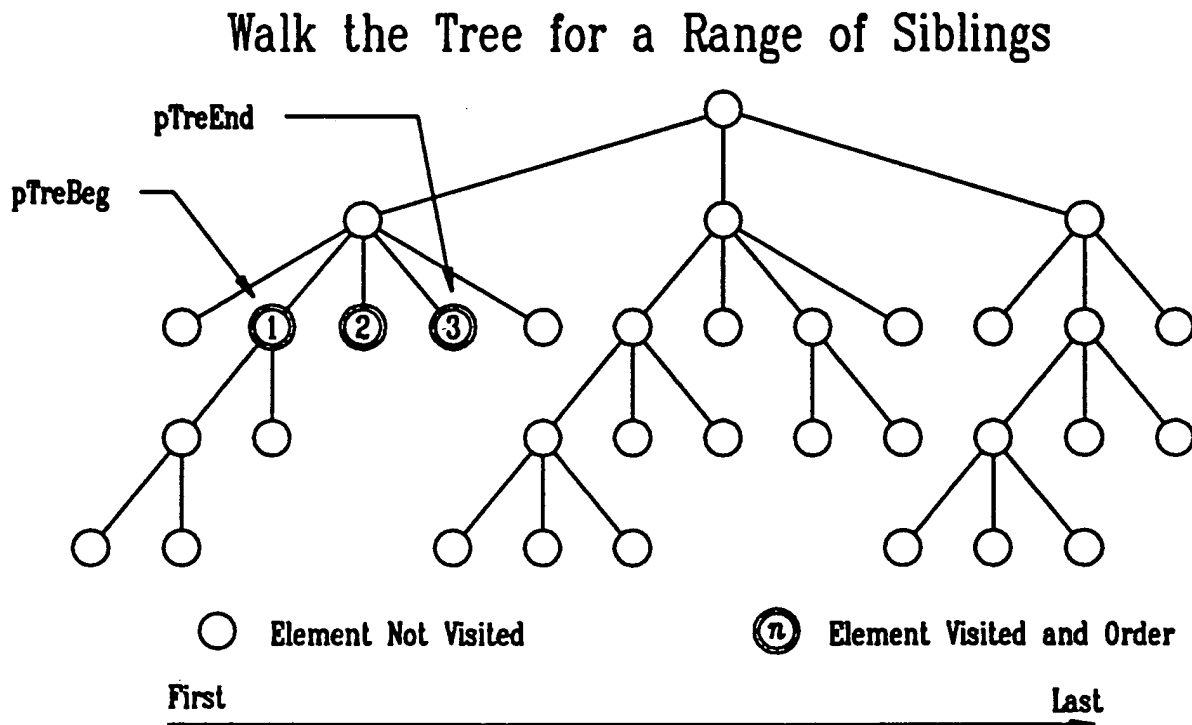 Walk the Tree for a Range of Siblings
pTreEnd
pTreBeg
1 2 3
Element Not Visited
n Element Visited and Order
First Last